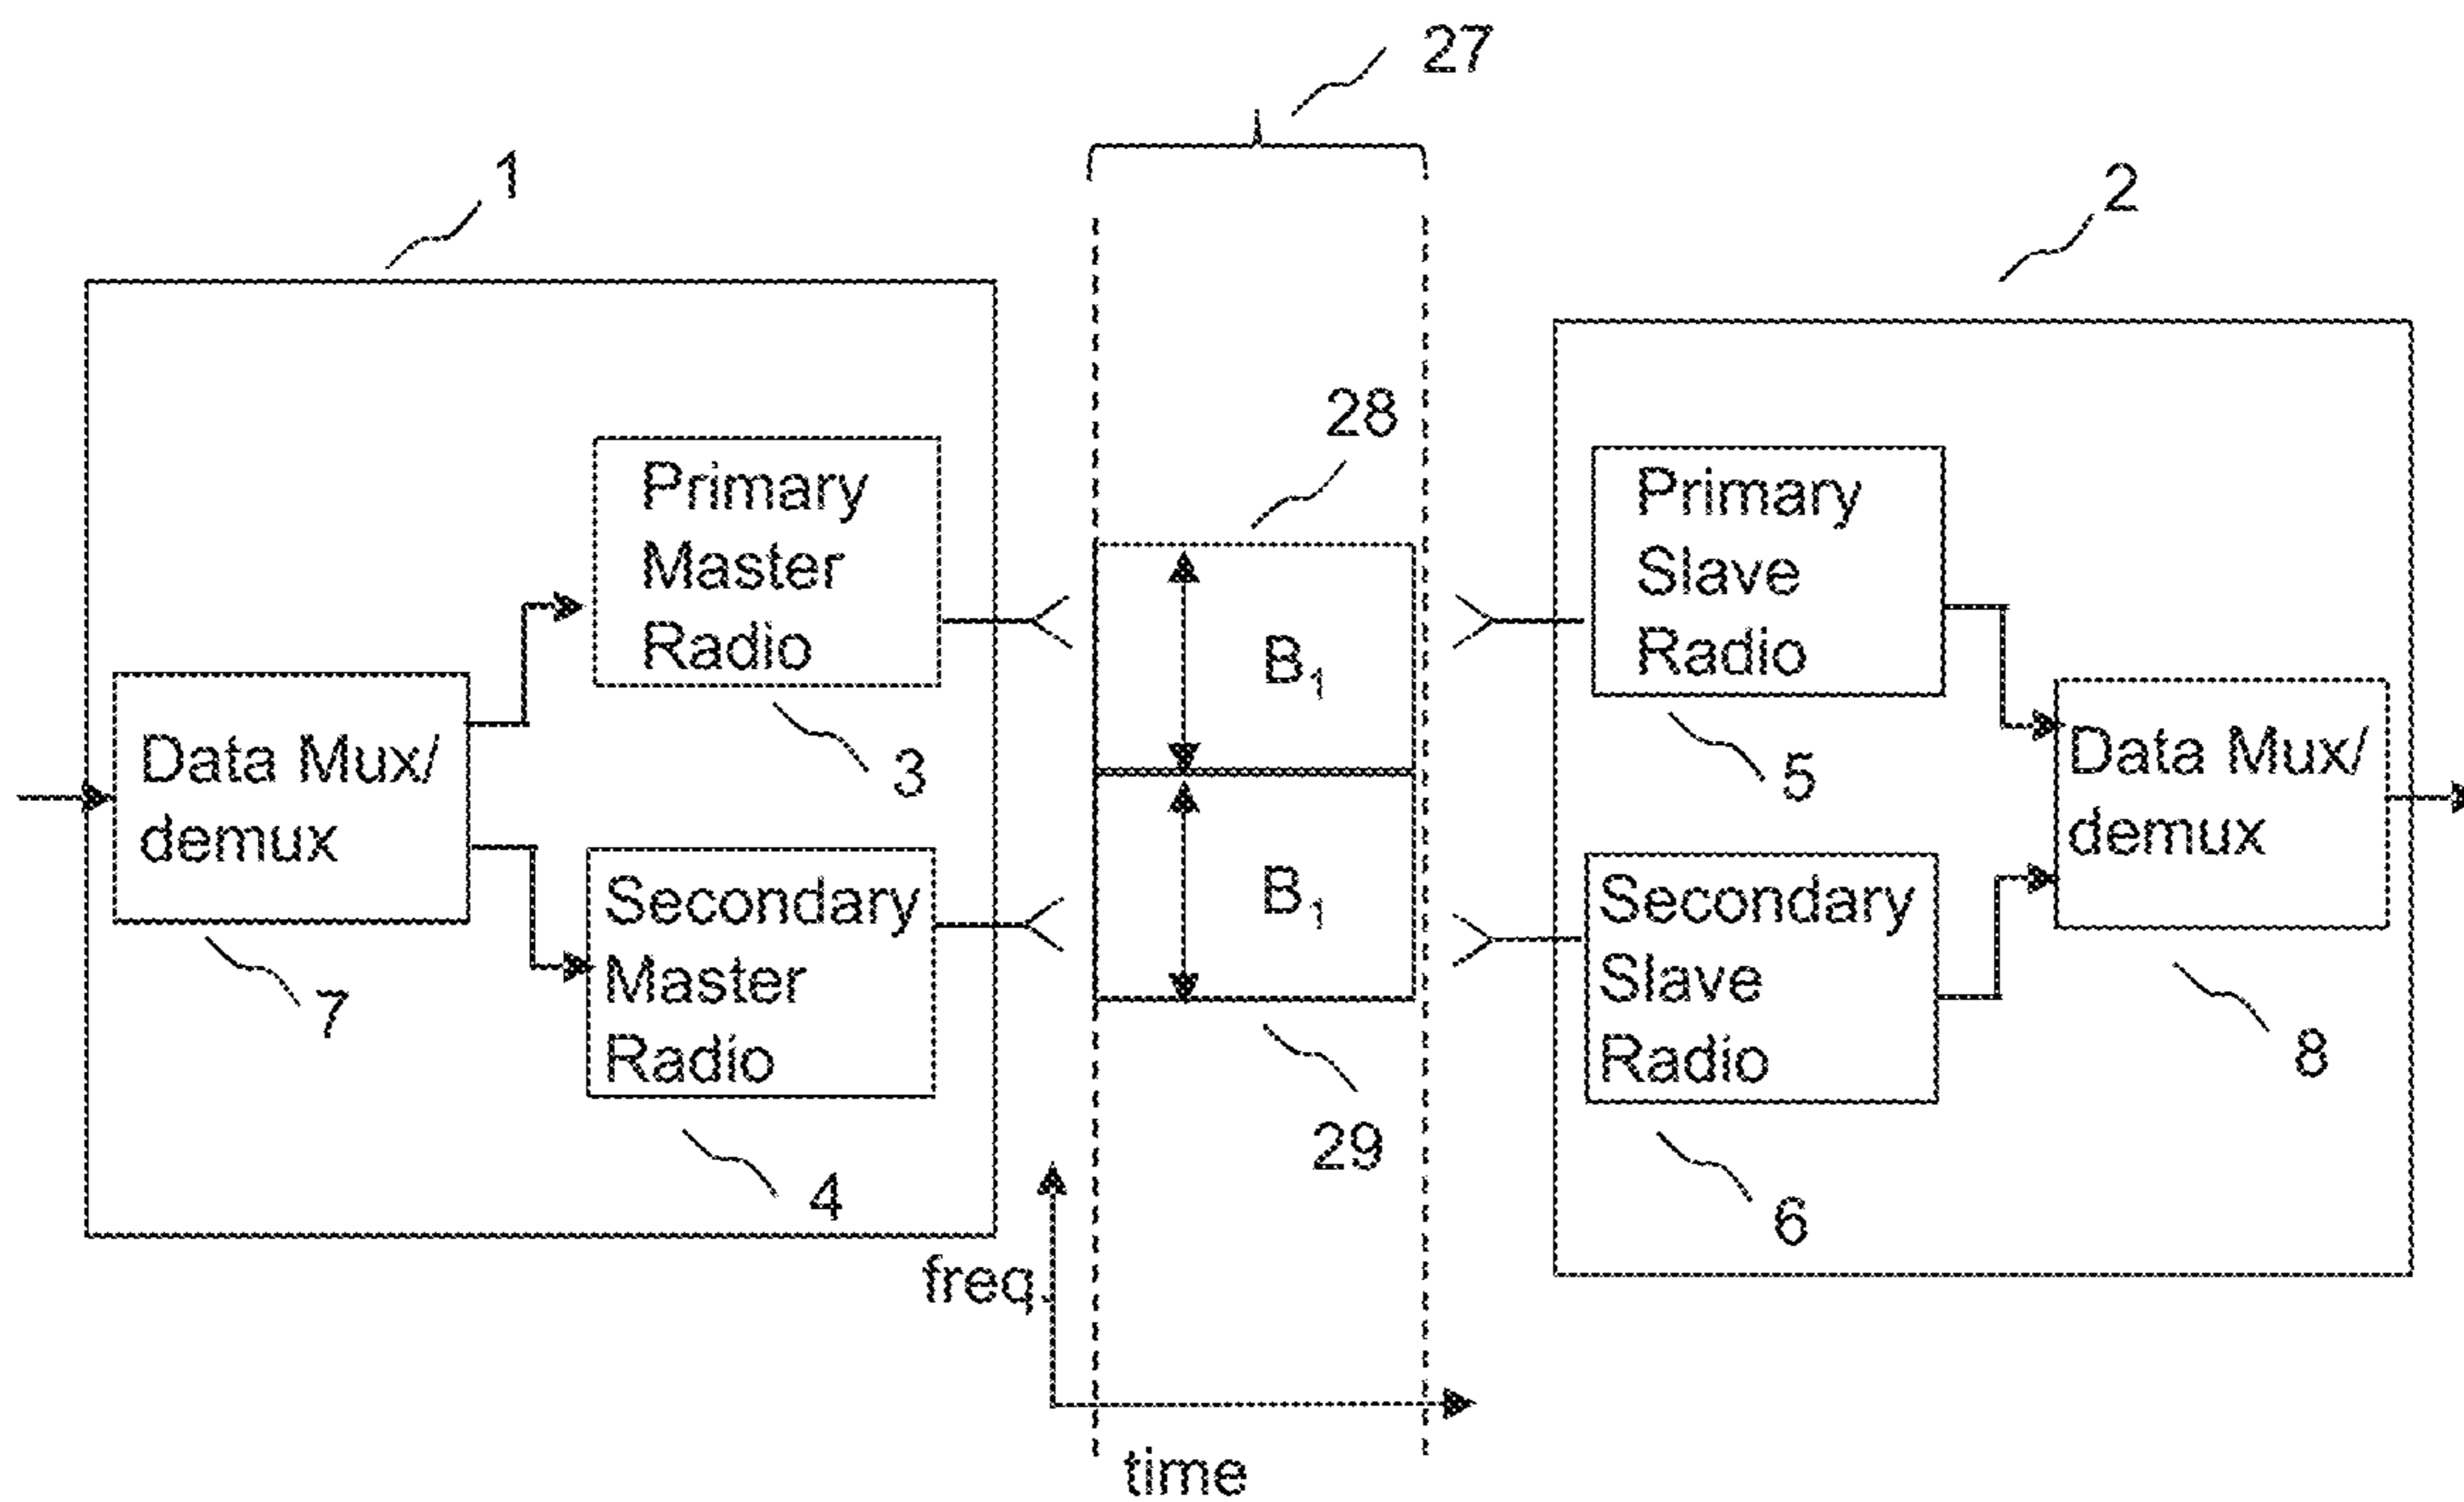 27
1
2
28
Primary
Master
Radio
Primary
Slave
Radio
B1
3
5
Data Mux/
demux
Data Mux/
demux
Secondary
Master
Radio
B1
Secondary
Slave
Radio
7
8
29
4
6
freq.
time